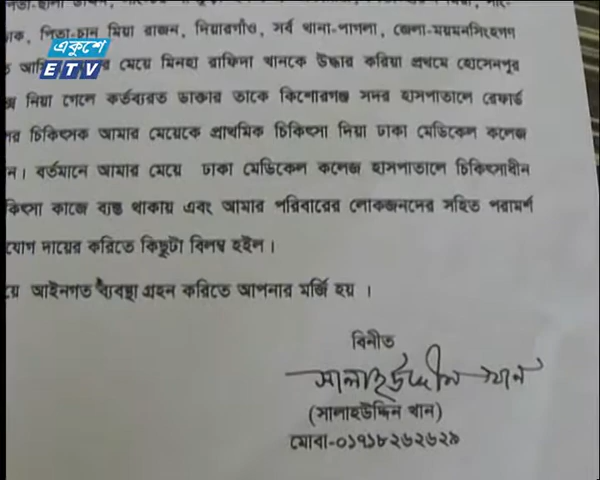 পিতা-চান মিয়া রাজন, দিয়ারগাঁও, সর্ব থানা-পাগলা, জেলা-ময়মনসিংহগণ
একুশে
ETV
মেয়ে মিনহা রাফিনা খানকে উদ্ধার করিয়া প্রথমে হোসেনপুর
নিয়া গেলে কর্তব্যরত ডাক্তার তাকে কিশোরগঞ্জ সদর হাসপাতালে রেফার্ড
চিকিৎসক আমার মেয়েকে প্রাথমিক চিকিৎসা দিয়া ঢাকা মেডিকেল কলেজ
ন। বর্তমানে আমার মেয়ে ঢাকা মেডিকেল কলেজ হাসপাতালে চিকিৎসাধীন
কিৎসা কাজে ব্যস্ত থাকায় এবং আমার পরিবারের লোকজনদের সহিত পরামর্শ
যোগ দায়ের করিতে কিছুটা বিলম্ব হইল।
য়ে আইনগত ব্যবস্থা গ্রহন করিতে আপনার মর্জি হয় ।
বিনীত
সালাহউদ্দীন খান
(সালাহউদ্দিন খান)
মোবা-০১৭১৮২৬২৬২৯